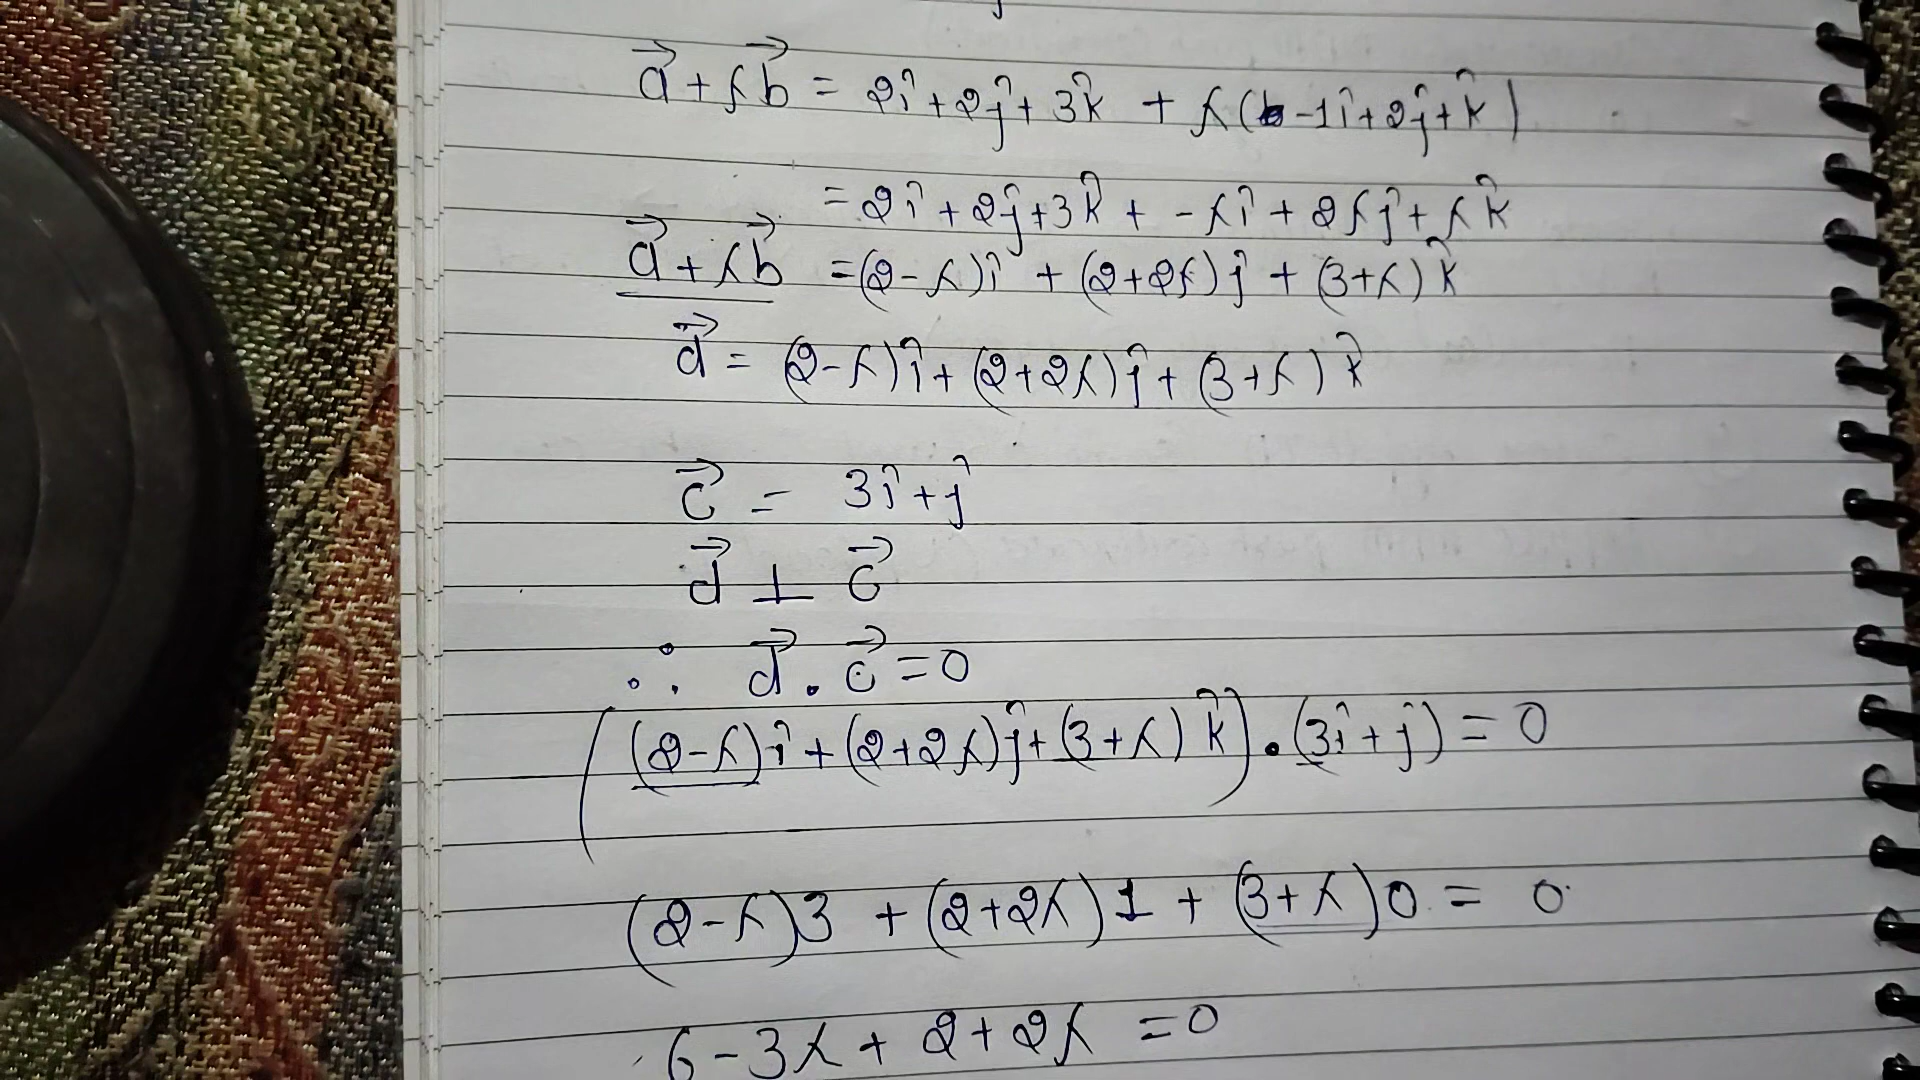 a⃗ + λb⃗ = 2î + 2ĵ + 3k̂ + λ(-1î + 2ĵ + k̂)
= 2î + 2ĵ + 3k̂ + -λî + 2λĵ + λk̂
a⃗ + λb⃗ = (2-λ)î + (2+2λ)ĵ + (3+λ)k̂
d⃗ = (2-λ)î + (2+2λ)ĵ + (3+λ)k̂
c⃗ = 3î + ĵ
d⃗ ⊥ c⃗
∴ d⃗ . c⃗ = 0
((2-λ)î + (2+2λ)ĵ + (3+λ)k̂) . (3î + ĵ) = 0
(2-λ)3 + (2+2λ)1 + (3+λ)0 = 0
6 - 3λ + 2 + 2λ = 0